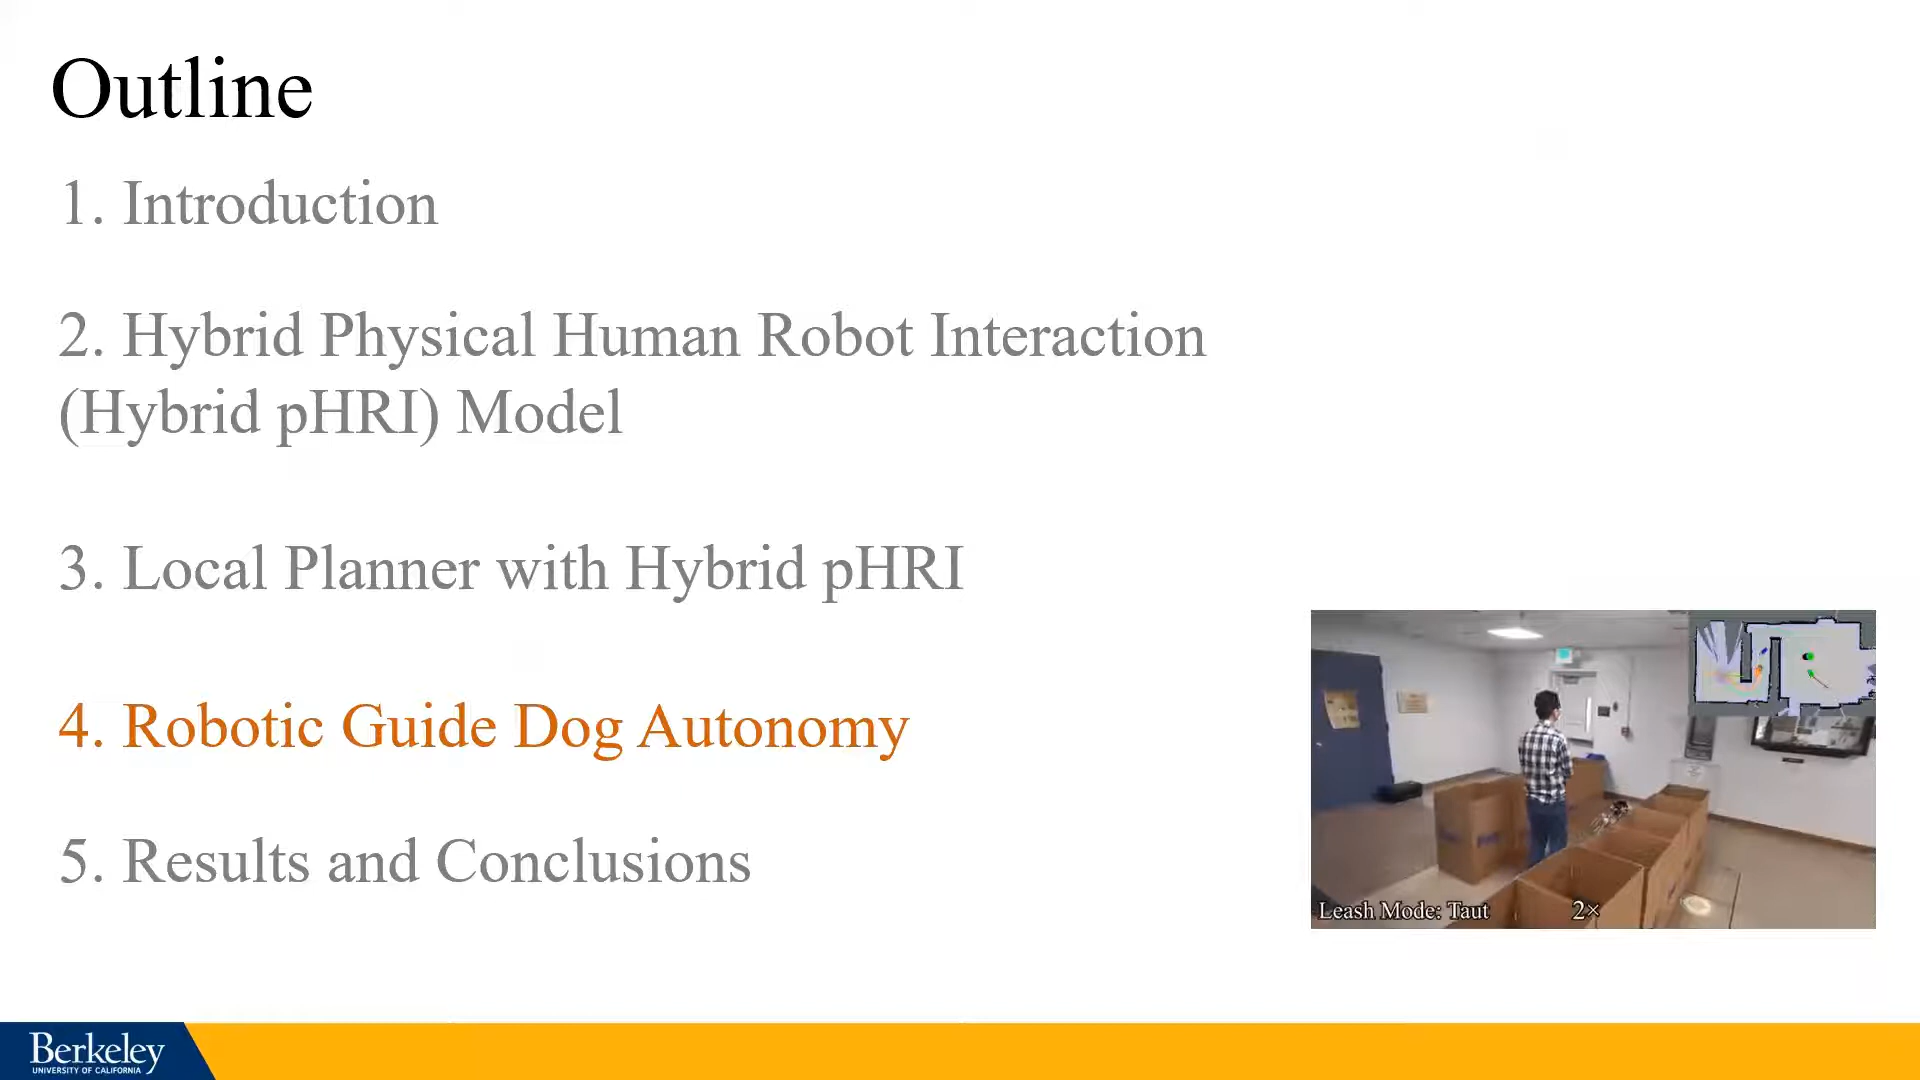 Outline
1. Introduction
2. Hybrid Physical Human Robot Interaction
(Hybrid pHRI) Model
3. Local Planner with Hybrid pHRI
4. Robotic Guide Dog Autonomy
5. Results and Conclusions
Leash Mode: Taut 2×
Berkeley
UNIVERSITY OF CALIFORNIA